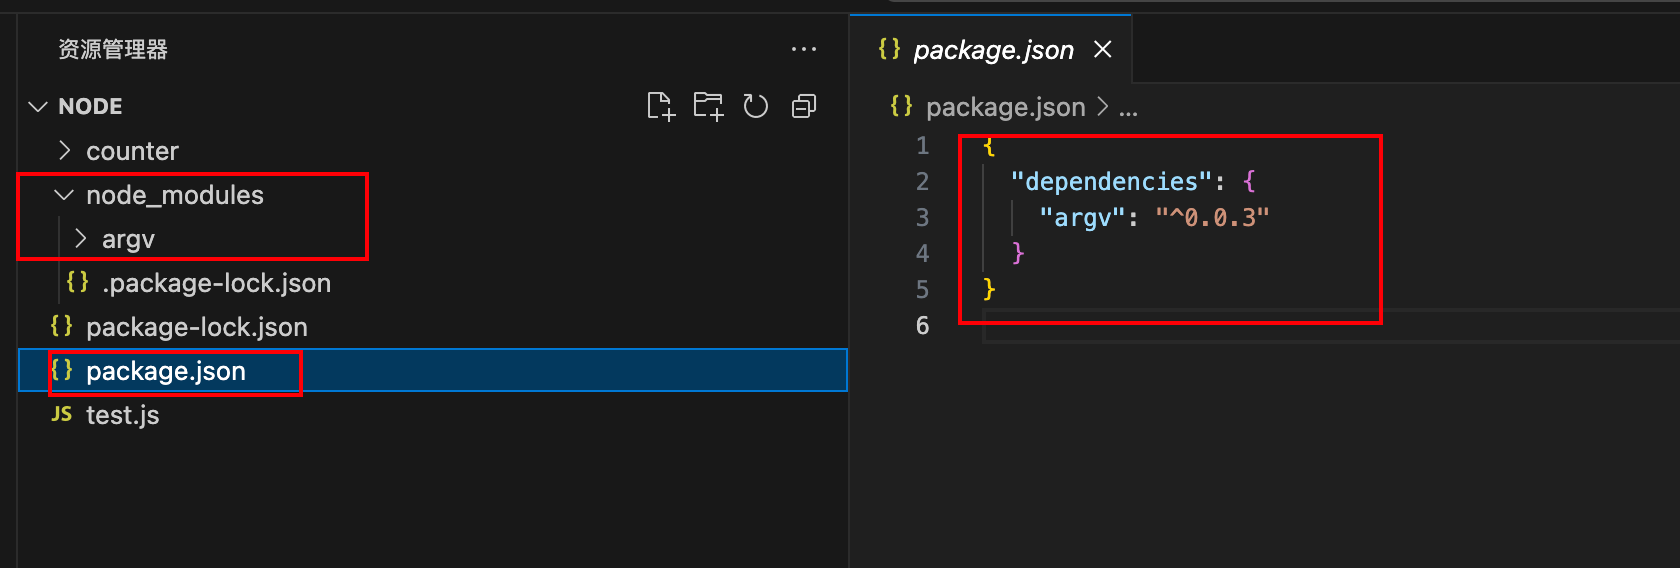 资源管理器
NODE
counter
node_modules
argv
.package-lock.json
package-lock.json
package.json
JS test.js
package.json
package.json > ...
1 {
2 "dependencies": {
3 "argv": "^0.0.3"
4 }
5 }
6